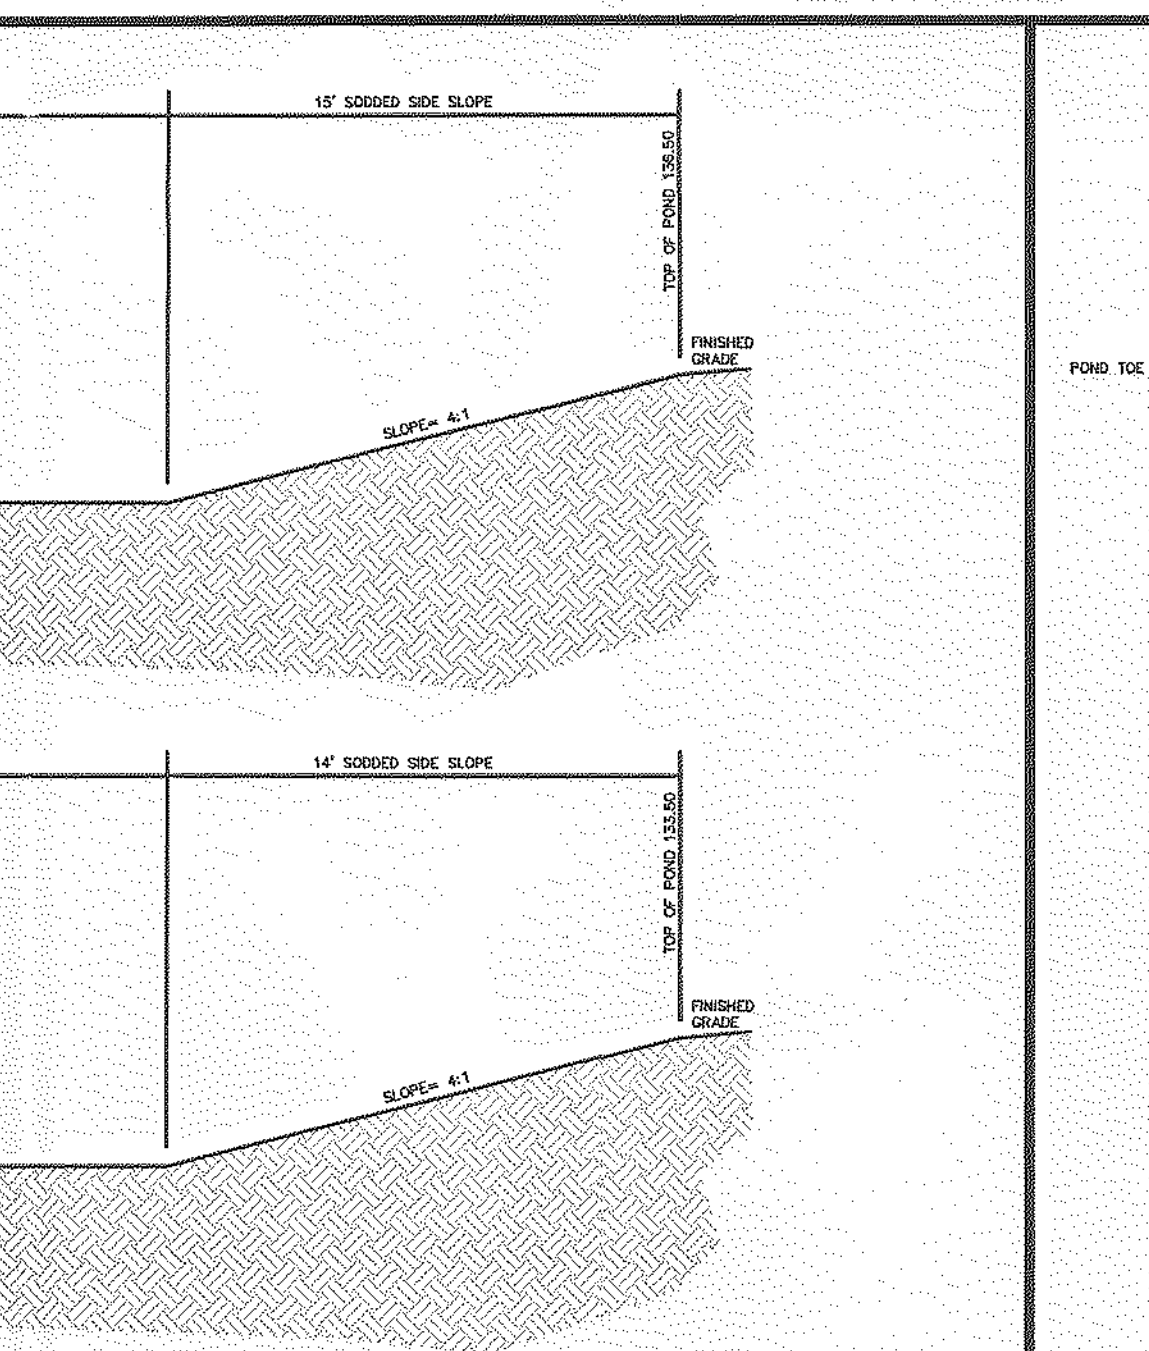 15' SODDED SIDE SLOPE
TOP OF POND 136.50
FINISHED
GRADE
SLOPE= 4:1
POND TOE
14' SODDED SIDE SLOPE
TOP OF POND 133.50
FINISHED
GRADE
SLOPE= 4:1